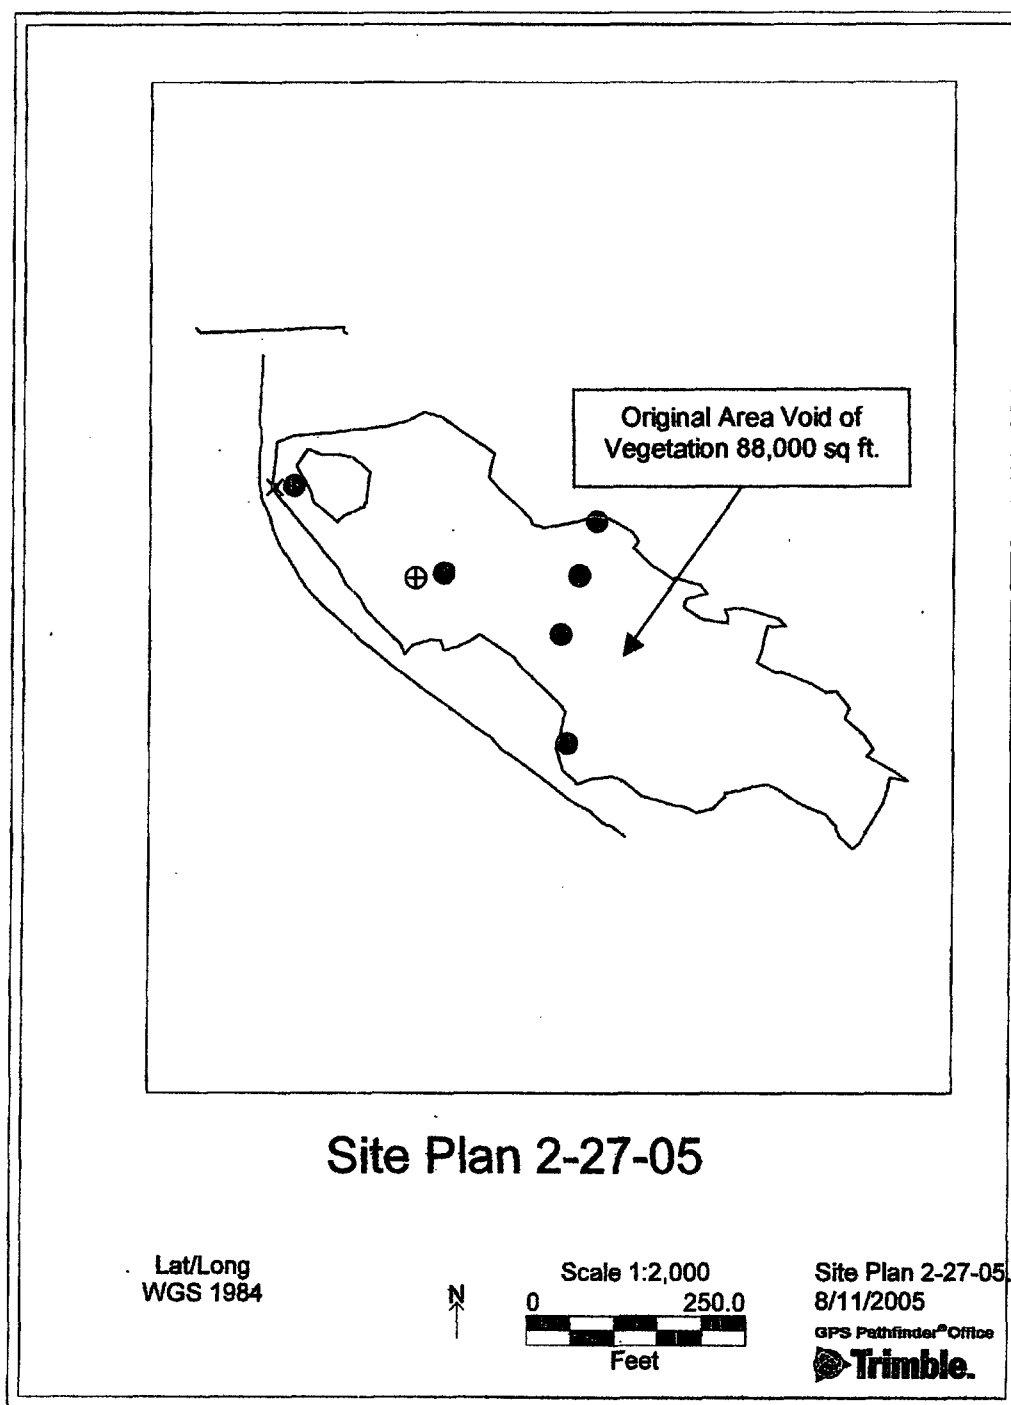 Original Area Void of
Vegetation 88,000 sq ft.
Site Plan 2-27-05
Lat/Long
WGS 1984
N
Scale 1:2,000
0 250.0
Feet
Site Plan 2-27-05.
8/11/2005
GPS Pathfinder®Office
Trimble.